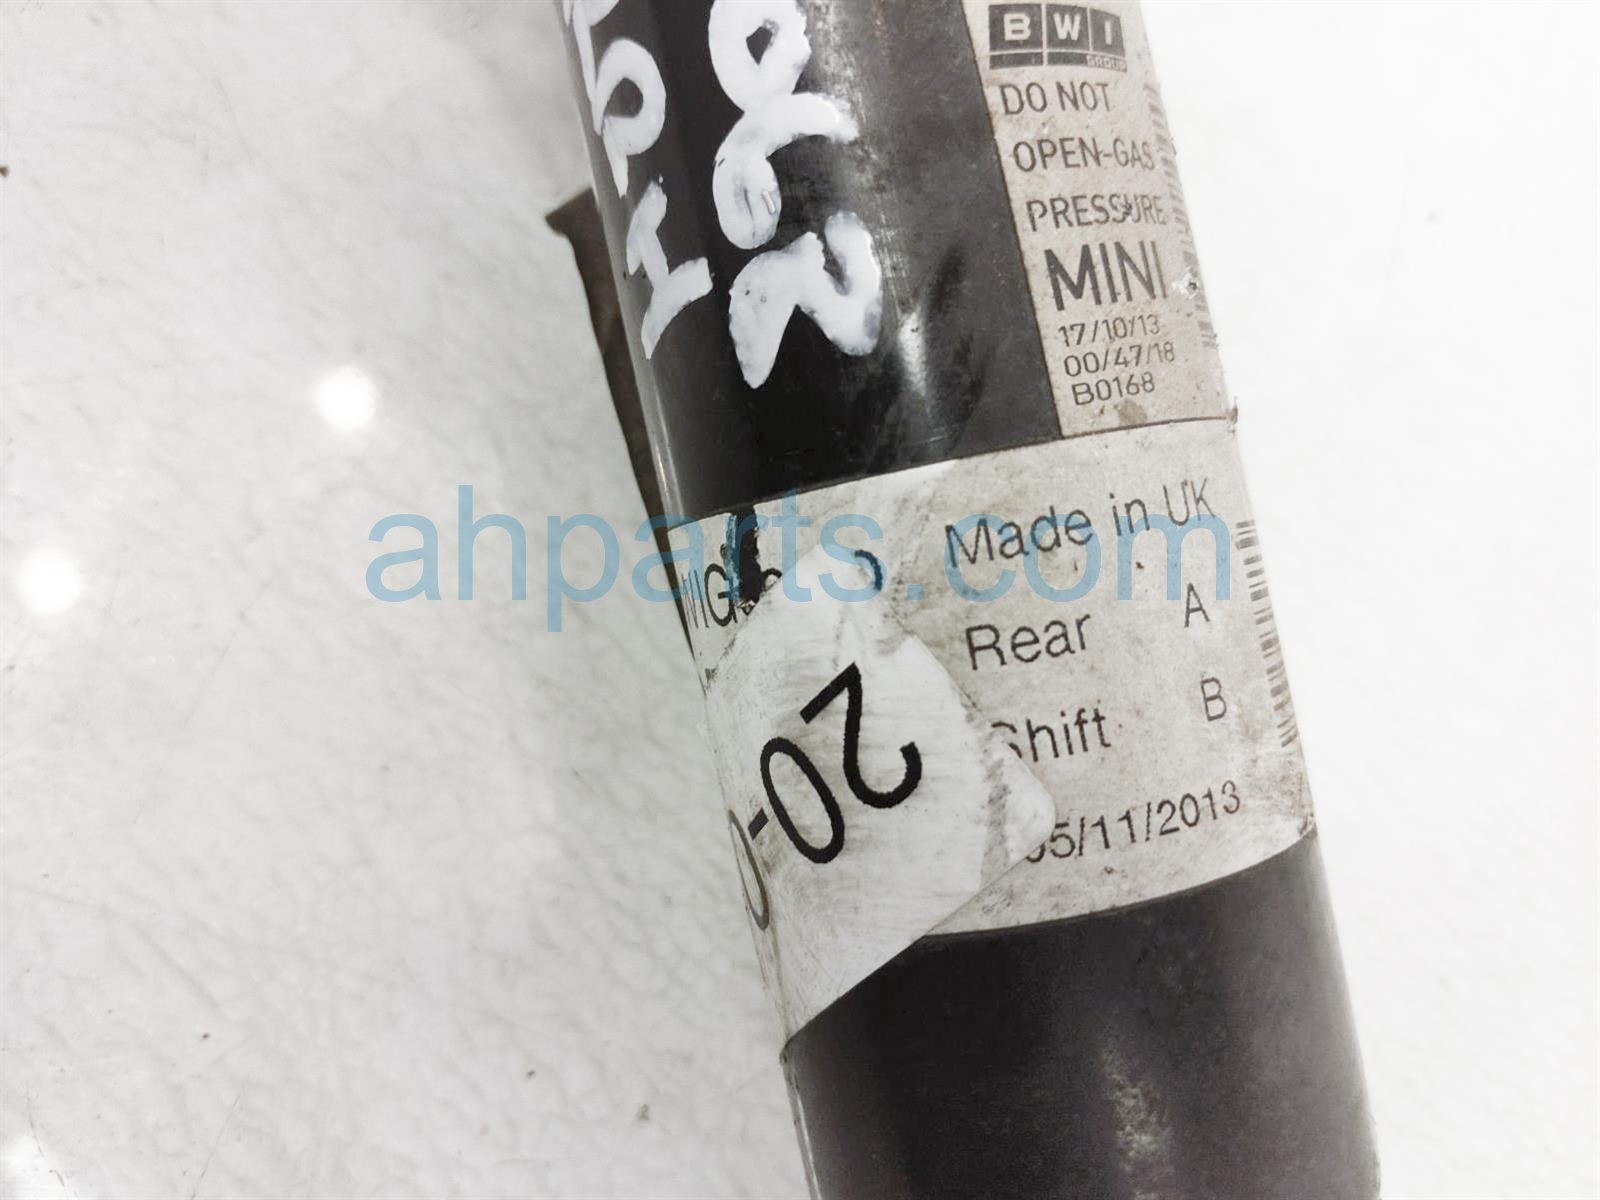 BWI
GROUP
DO NOT
OPEN-GAS
PRESSURE
MINI
17/10/13
00/47/18
B0168
Made in UK
Rear A
Shift B
05/11/2013
20-
ahparts.com